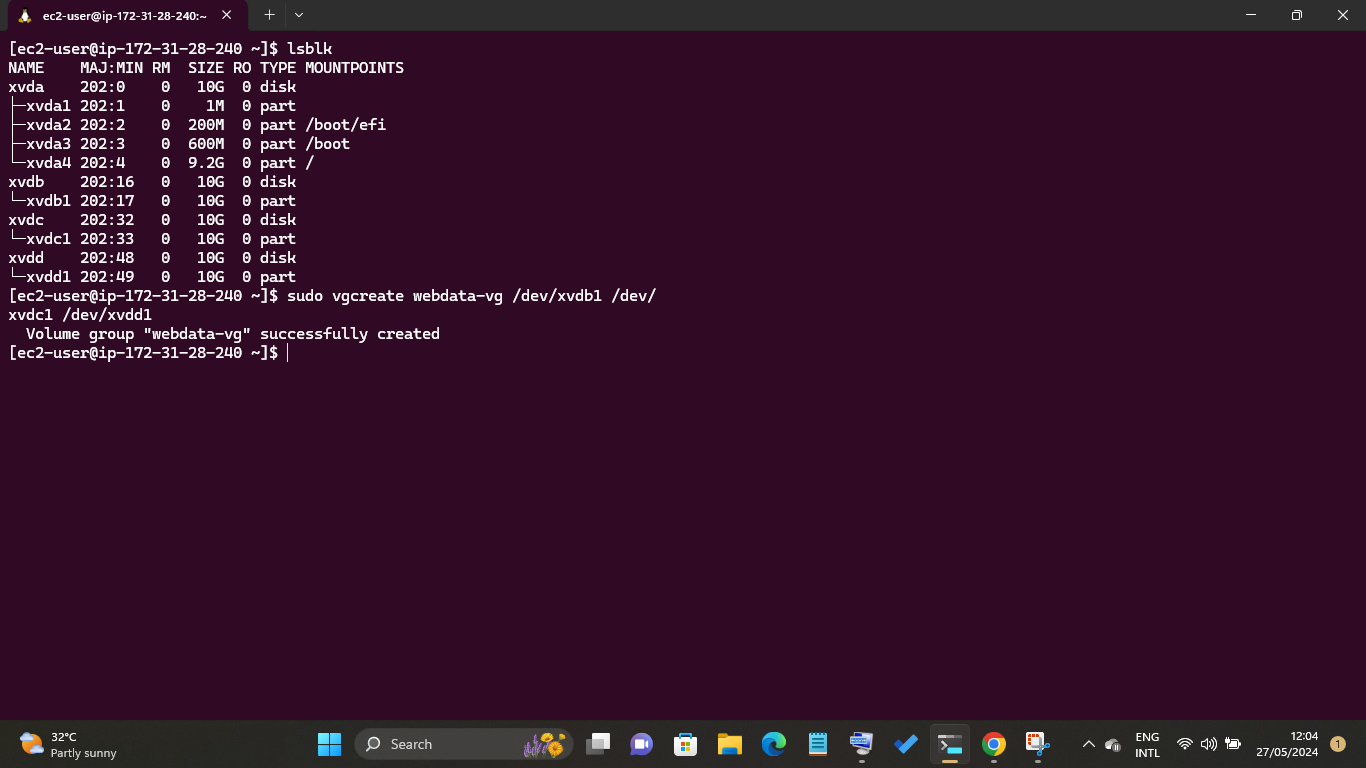 ec2-user@ip-172-31-28-240:~
[ec2-user@ip-172-31-28-240 ~]$ lsblk
NAME    MAJ:MIN RM  SIZE RO TYPE MOUNTPOINTS
xvda    202:0    0   10G  0 disk
├─xvda1 202:1    0    1M  0 part
├─xvda2 202:2    0  200M  0 part /boot/efi
├─xvda3 202:3    0  600M  0 part /boot
└─xvda4 202:4    0  9.2G  0 part /
xvdb    202:16   0   10G  0 disk
└─xvdb1 202:17   0   10G  0 part
xvdc    202:32   0   10G  0 disk
└─xvdc1 202:33   0   10G  0 part
xvdd    202:48   0   10G  0 disk
└─xvdd1 202:49   0   10G  0 part
[ec2-user@ip-172-31-28-240 ~]$ sudo vgcreate webdata-vg /dev/xvdb1 /dev/
xvdc1 /dev/xvdd1
  Volume group "webdata-vg" successfully created
[ec2-user@ip-172-31-28-240 ~]$
32°C
Partly sunny
Search
ENG
INTL
12:04
27/05/2024
1